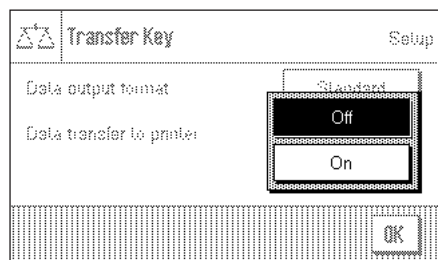 Transfer Key
Setup
Data output format
Standard
Data transfer to printer
Off
On
OK